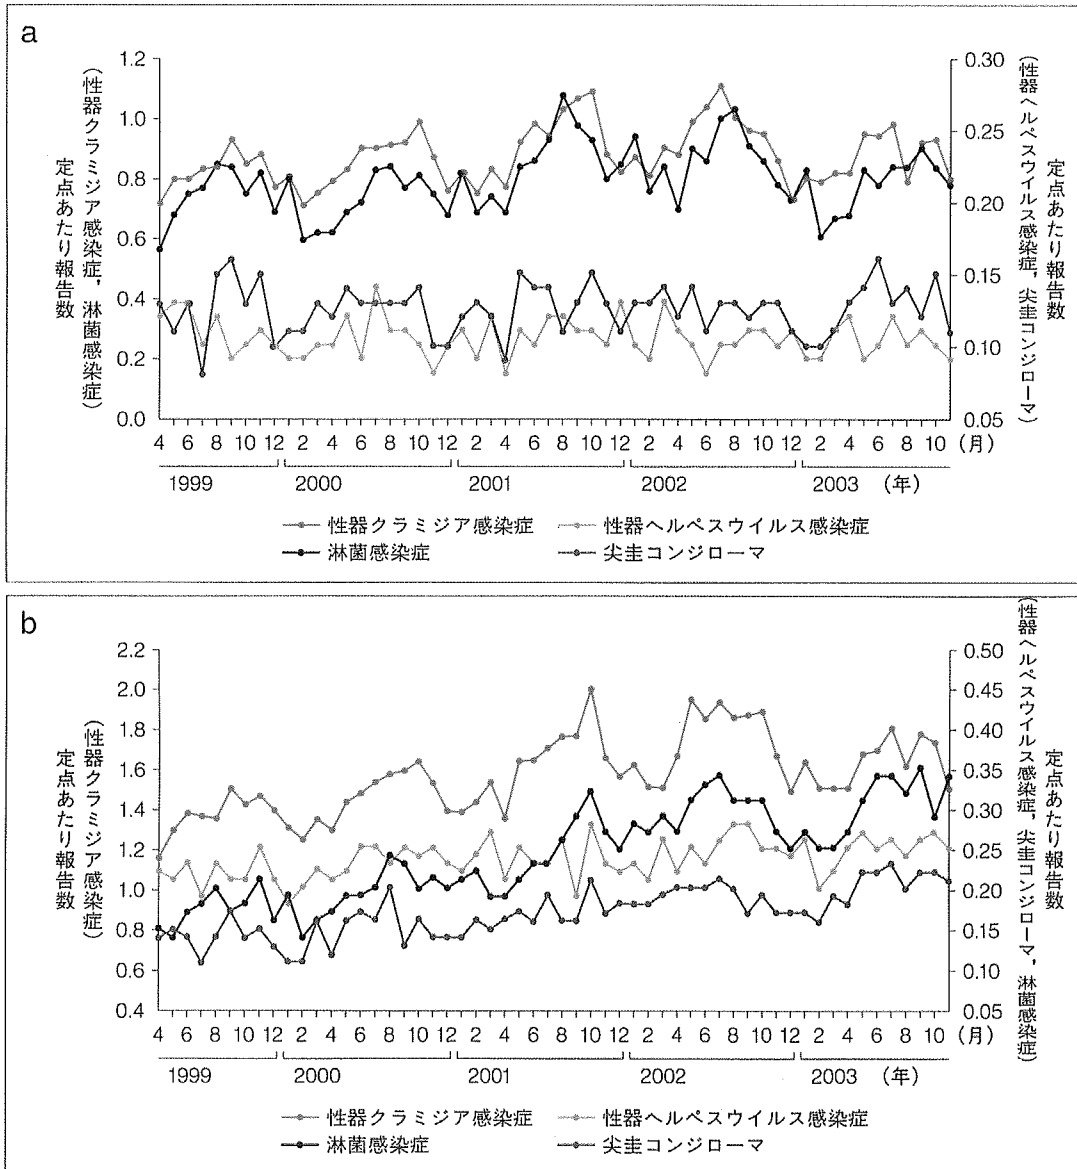 a
定点あたり報告数
(性器クラミジア感染症，淋菌感染症)
1.2
1.0
0.8
0.6
0.4
0.2
0.0
0.30
0.25
0.20
0.15
0.10
0.05
定点あたり報告数
(性器ヘルペスウイルス感染症，尖圭コンジローマ)
4 6 8 10 12 2 4 6 8 10 12 2 4 6 8 10 12 2 4 6 8 10 12 2 4 6 8 10 (月)
1999 2000 2001 2002 2003 (年)
性器クラミジア感染症 性器ヘルペスウイルス感染症
淋菌感染症 尖圭コンジローマ
b
定点あたり報告数
(性器クラミジア感染症)
2.2
2.0
1.8
1.6
1.4
1.2
1.0
0.8
0.6
0.4
0.50
0.45
0.40
0.35
0.30
0.25
0.20
0.15
0.10
0.05
定点あたり報告数
(性器ヘルペスウイルス感染症，尖圭コンジローマ，淋菌感染症)
4 6 8 10 12 2 4 6 8 10 12 2 4 6 8 10 12 2 4 6 8 10 12 2 4 6 8 10 (月)
1999 2000 2001 2002 2003 (年)
性器クラミジア感染症 性器ヘルペスウイルス感染症
淋菌感染症 尖圭コンジローマ